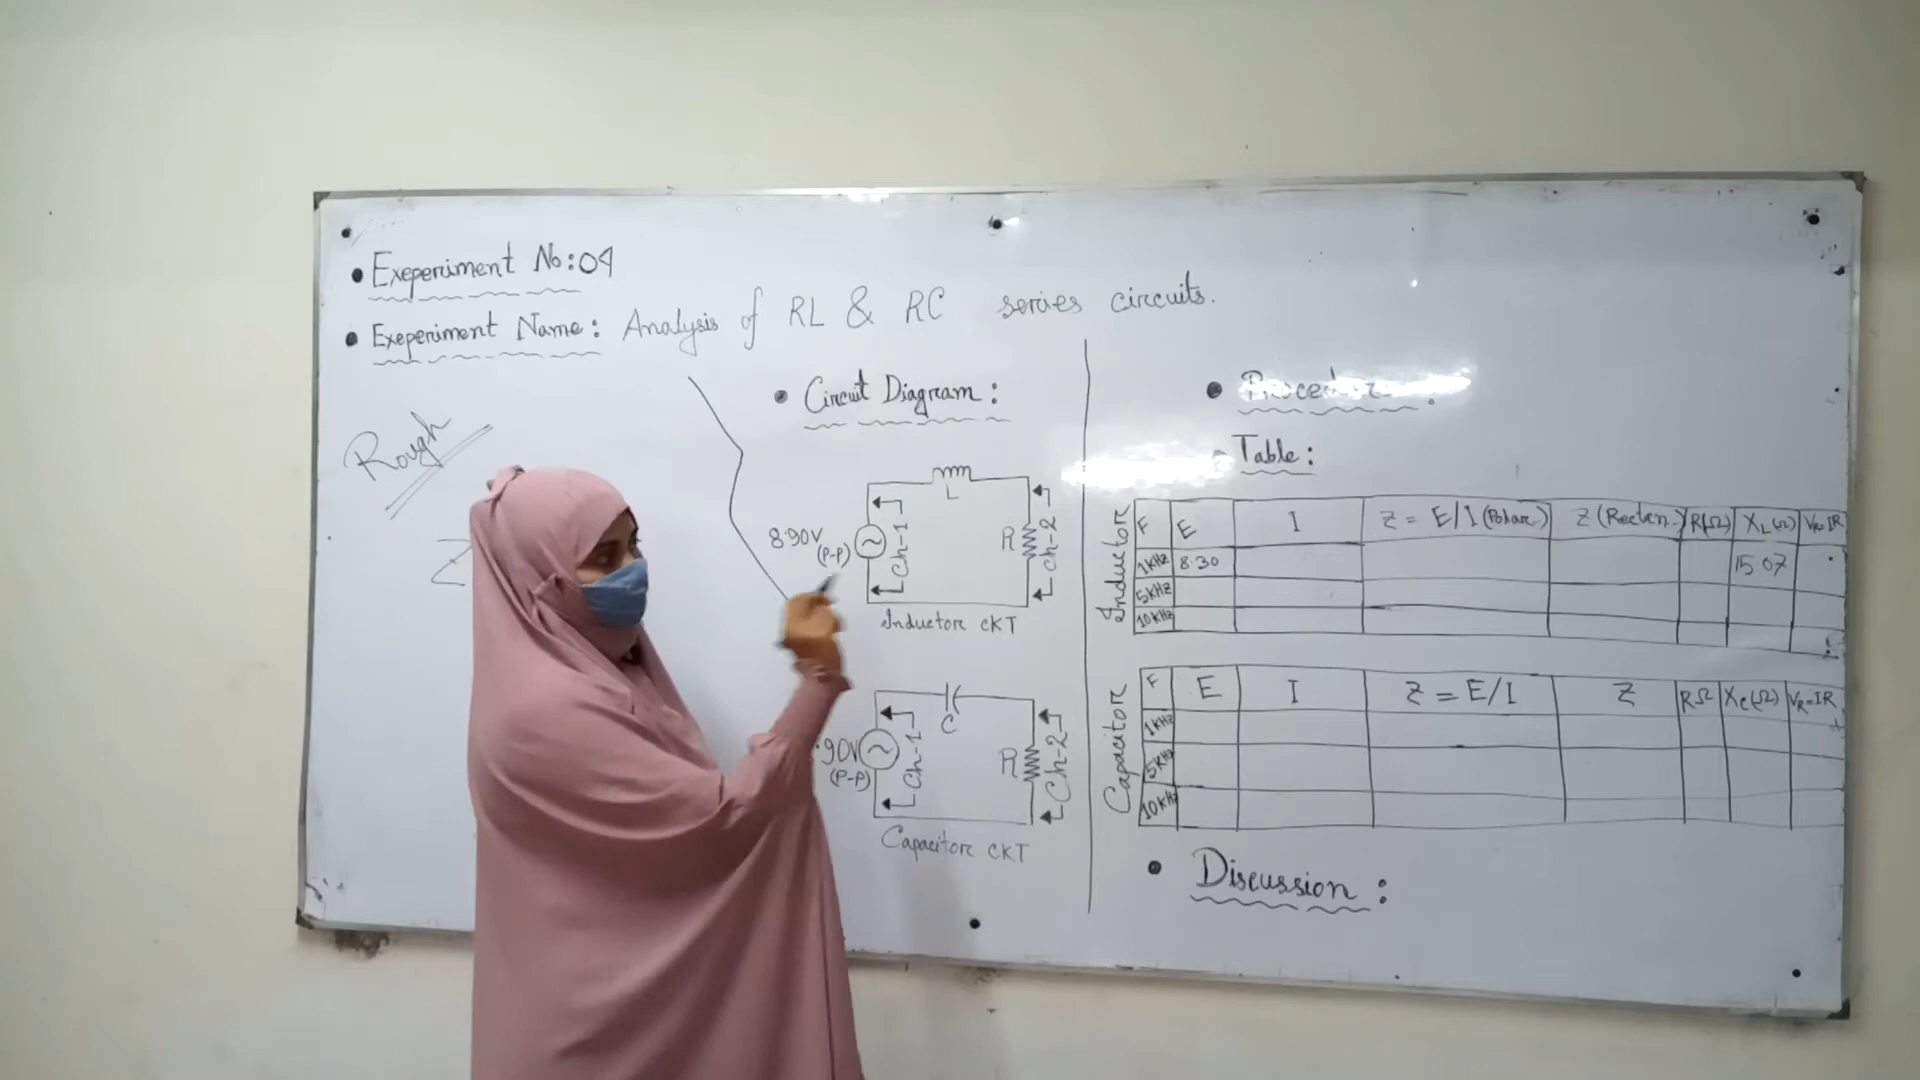 • Exeperiment No: 04
• Exeperiment Name: Analysis of RL & RC series circuits.
Rough
Z
• Circuit Diagram:
L
8.90V
(P-P)
Ch-1
R
Ch-2
Inductor CKT
C
.90V
(P-P)
Ch-1
R
Ch-2
Capacitor CKT
• Table:
Inductor
F E I Z = E/I (Polar) Z (Rectan.) R(Ω) XL(Ω) VR=IR
1KHz 8.30 15.07
5KHz
10KHz
Capacitor
F E I Z = E/I Z RΩ Xc(Ω) VR=IR
1KHz
5KHz
10KHz
• Discussion: